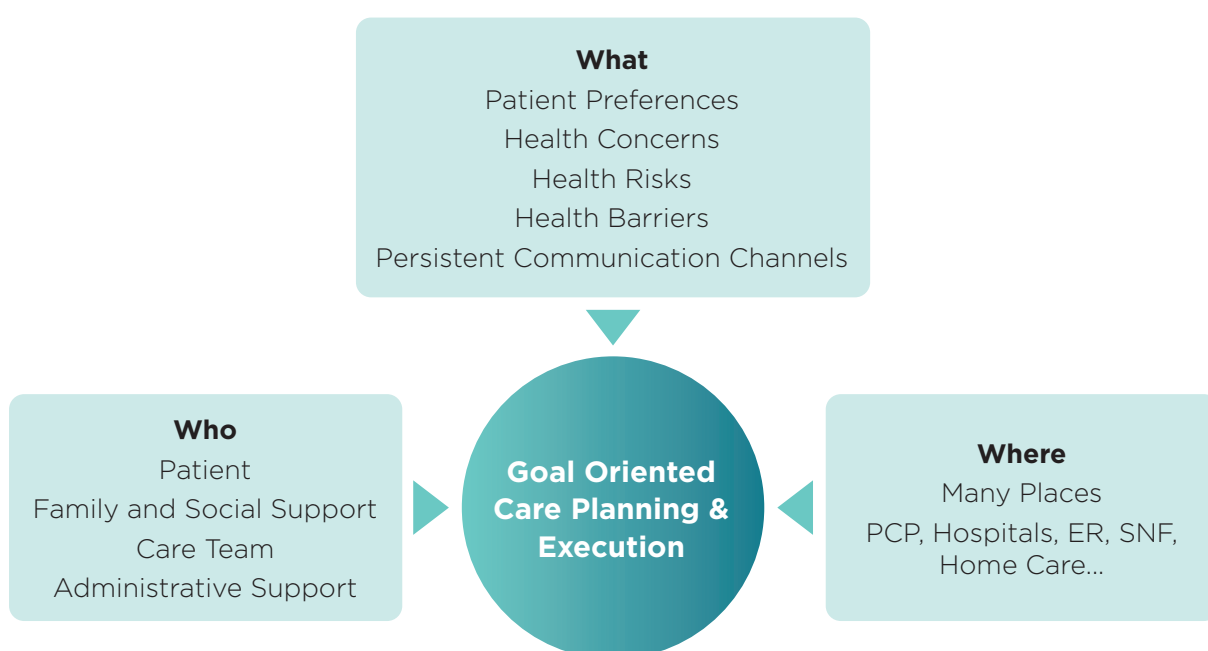 What
Patient Preferences
Health Concerns
Health Risks
Health Barriers
Persistent Communication Channels
Who
Patient
Family and Social Support
Care Team
Administrative Support
Goal Oriented
Care Planning &
Execution
Where
Many Places
PCP, Hospitals, ER, SNF,
Home Care...